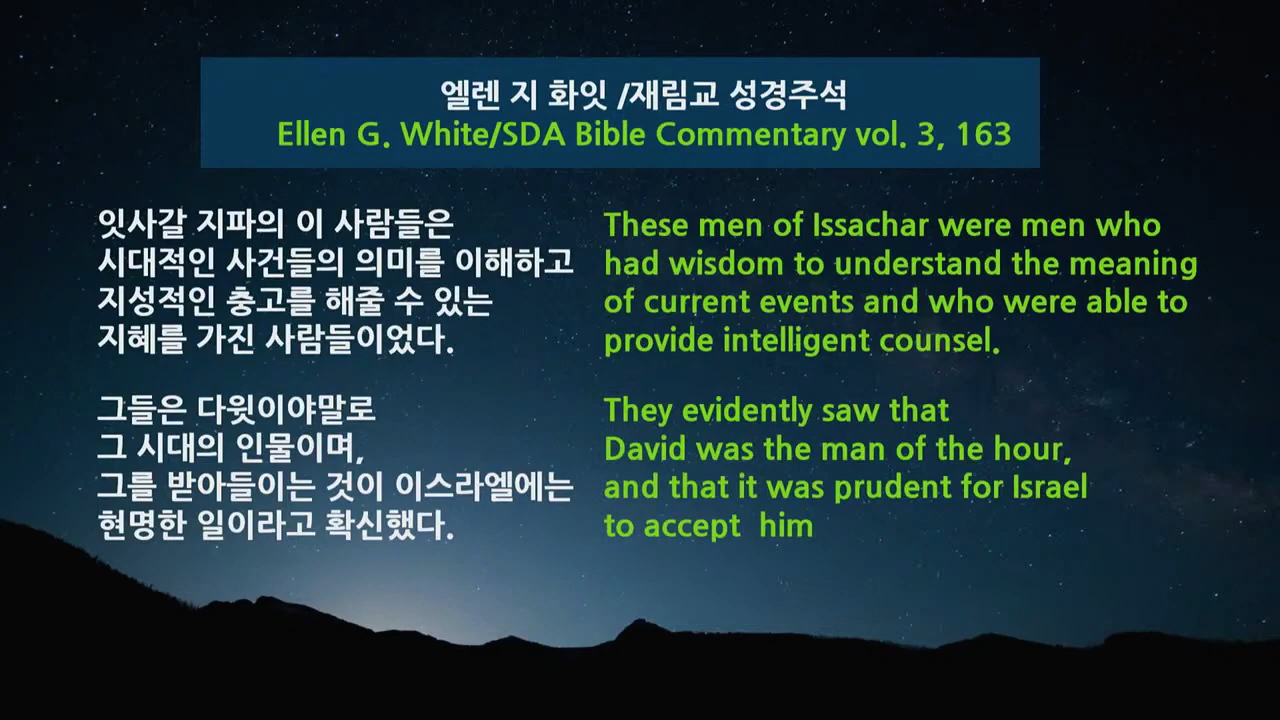 엘렌 지 화잇 /재림교 성경주석
Ellen G. White/SDA Bible Commentary vol. 3, 163
잇사갈 지파의 이 사람들은
시대적인 사건들의 의미를 이해하고
지성적인 충고를 해줄 수 있는
지혜를 가진 사람들이었다.
그들은 다윗이야말로
그 시대의 인물이며,
그를 받아들이는 것이 이스라엘에는
현명한 일이라고 확신했다.
These men of Issachar were men who
had wisdom to understand the meaning
of current events and who were able to
provide intelligent counsel.
They evidently saw that
David was the man of the hour,
and that it was prudent for Israel
to accept  him